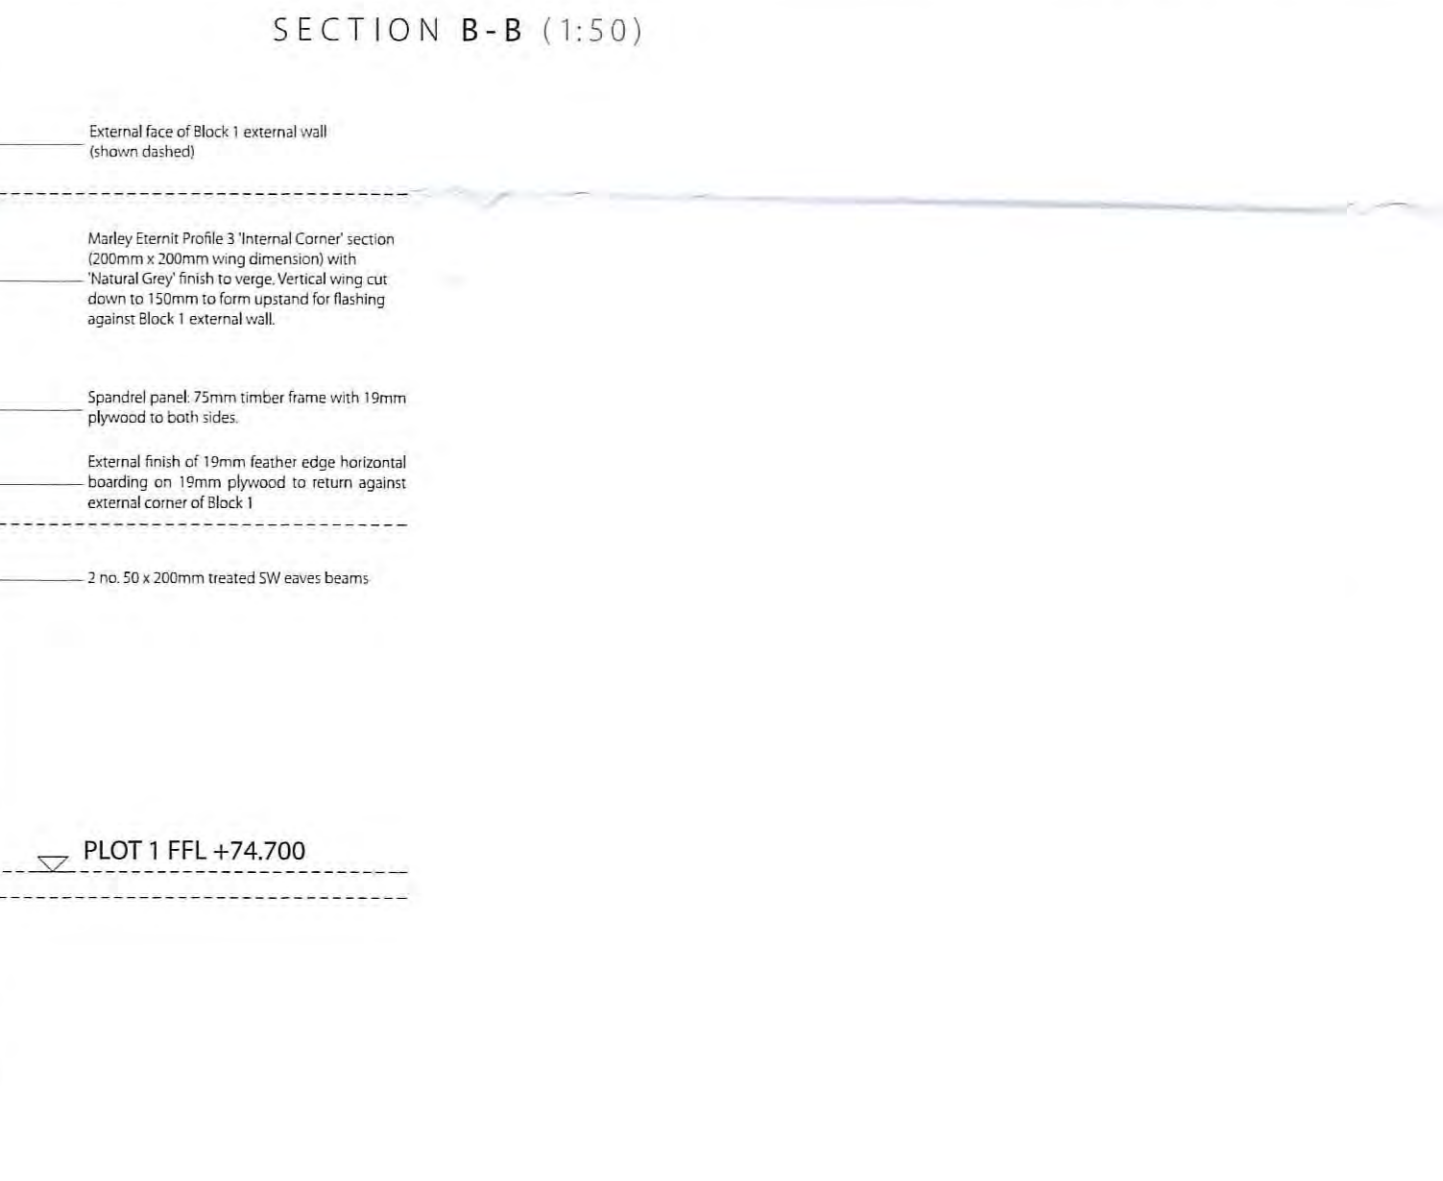 SECTION B-B (1:50)
External face of Block 1 external wall
(shown dashed)
Marley Eternit Profile 3 'Internal Corner' section
(200mm x 200mm wing dimension) with
'Natural Grey' finish to verge. Vertical wing cut
down to 150mm to form upstand for flashing
against Block 1 external wall.
Spandrel panel: 75mm timber frame with 19mm
plywood to both sides.
External finish of 19mm feather edge horizontal
boarding on 19mm plywood to return against
external corner of Block 1
2 no. 50 x 200mm treated SW eaves beams
PLOT 1 FFL +74.700